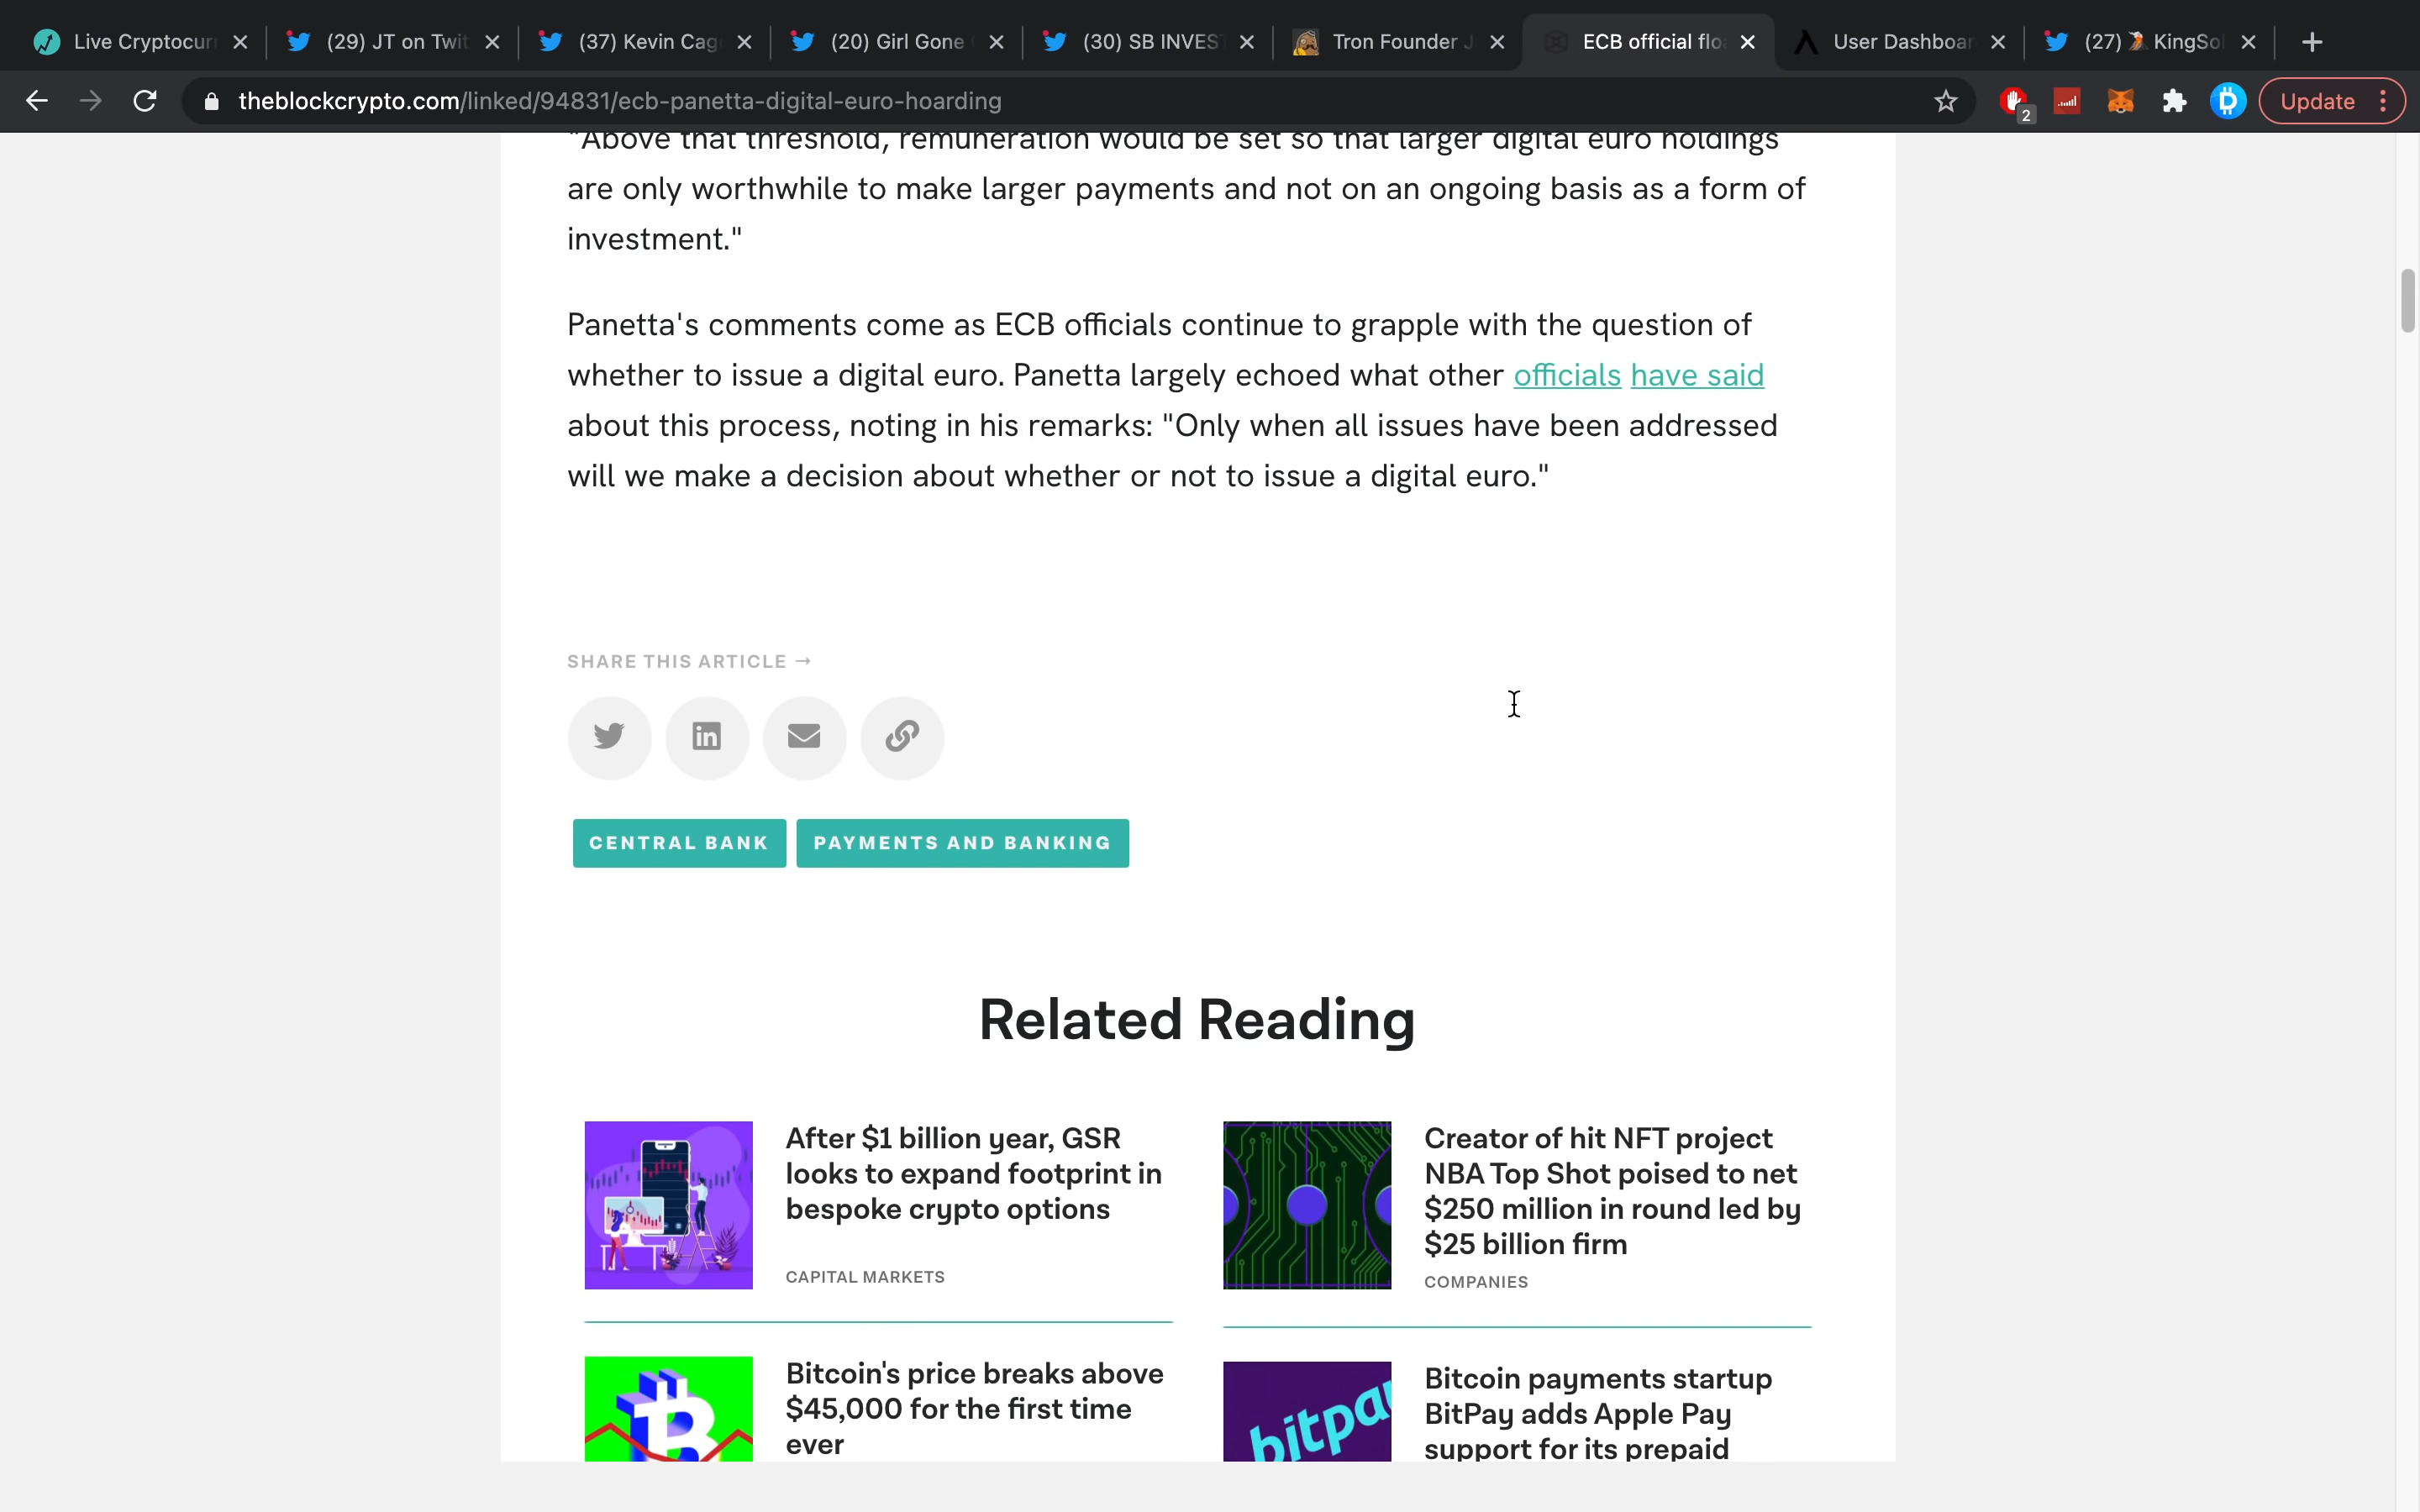 Live Cryptocurr
(29) JT on Twit
(37) Kevin Cag
(20) Girl Gone
(30) SB INVEST
Tron Founder J
ECB official floa
User Dashboar
(27) KingSol
theblockcrypto.com/linked/94831/ecb-panetta-digital-euro-hoarding
2
Update
"Above that threshold, remuneration would be set so that larger digital euro holdings
are only worthwhile to make larger payments and not on an ongoing basis as a form of
investment."
Panetta's comments come as ECB officials continue to grapple with the question of
whether to issue a digital euro. Panetta largely echoed what other officials have said
about this process, noting in his remarks: "Only when all issues have been addressed
will we make a decision about whether or not to issue a digital euro."
SHARE THIS ARTICLE →
CENTRAL BANK
PAYMENTS AND BANKING
Related Reading
After $1 billion year, GSR
looks to expand footprint in
bespoke crypto options
CAPITAL MARKETS
Creator of hit NFT project
NBA Top Shot poised to net
$250 million in round led by
$25 billion firm
COMPANIES
Bitcoin's price breaks above
$45,000 for the first time
ever
bitpa
Bitcoin payments startup
BitPay adds Apple Pay
support for its prepaid